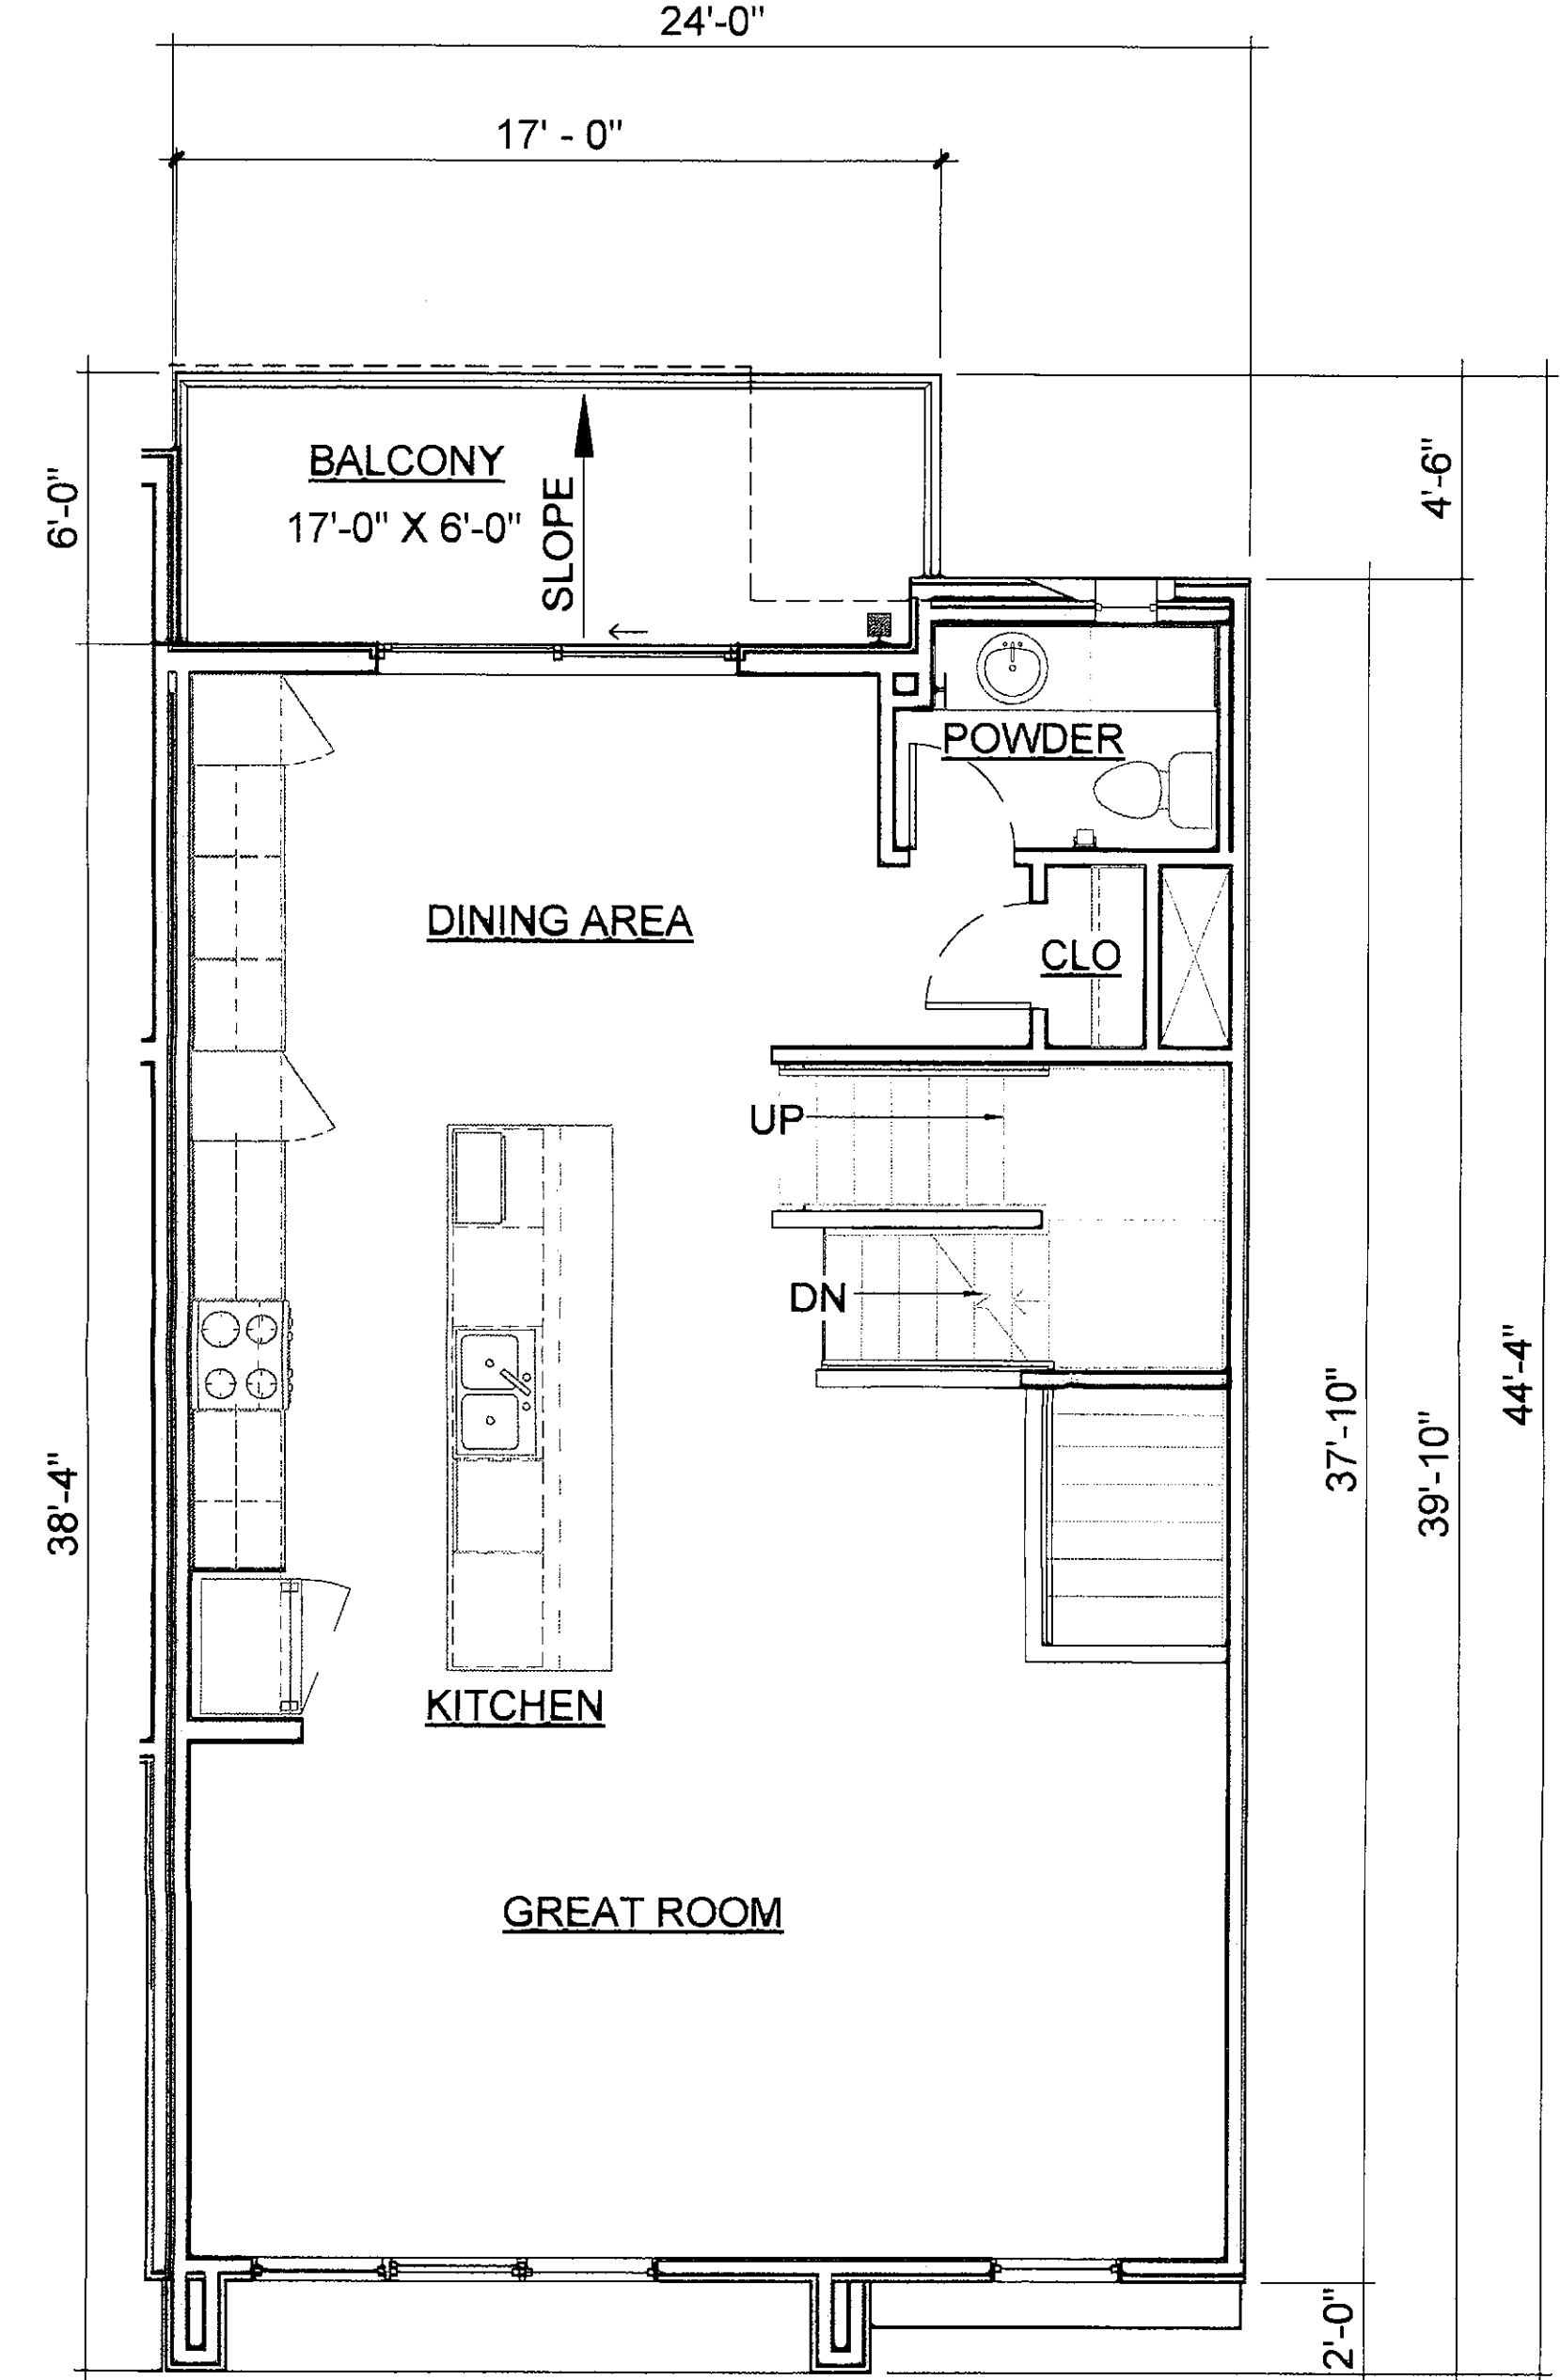 24'-0"
17' - 0"
BALCONY
17'-0" X 6'-0"
SLOPE
6'-0"
4'-6"
POWDER
DINING AREA
CLO
UP
DN
38'-4"
37'-10"
39'-10"
44'-4"
KITCHEN
GREAT ROOM
2'-0"